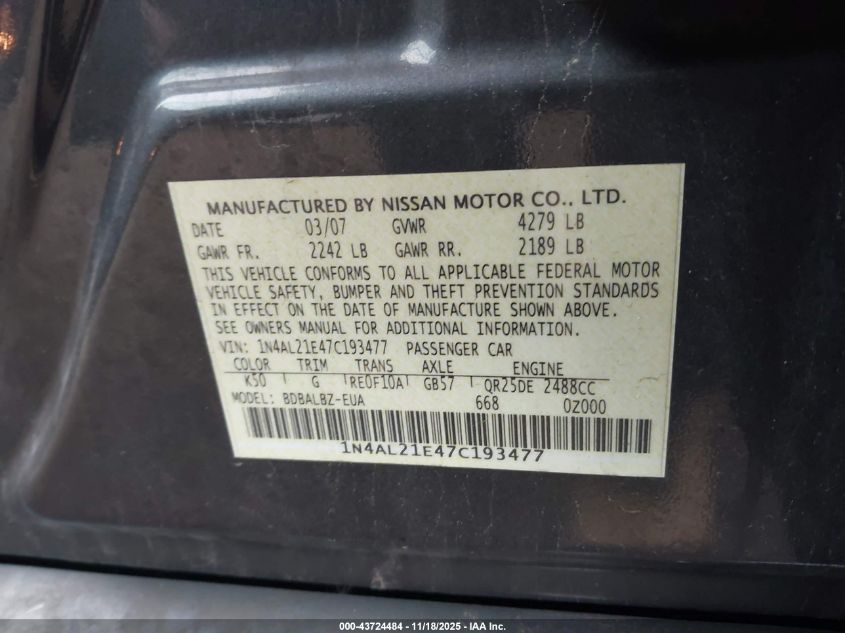 MANUFACTURED BY NISSAN MOTOR CO., LTD.
DATE 03/07 GVWR 4279 LB
GAWR FR. 2242 LB GAWR RR. 2189 LB
THIS VEHICLE CONFORMS TO ALL APPLICABLE FEDERAL MOTOR
VEHICLE SAFETY, BUMPER AND THEFT PREVENTION STANDARDS
IN EFFECT ON THE DATE OF MANUFACTURE SHOWN ABOVE.
SEE OWNERS MANUAL FOR ADDITIONAL INFORMATION.
VIN: 1N4AL21E47C193477 PASSENGER CAR
COLOR TRIM TRANS AXLE ENGINE
K50 G RE0F10A GB57 QR25DE 2488CC
MODEL: BDBALBZ-EUA 668 0Z000
1N4AL21E47C193477
000-43724484 - 11/18/2025 - IAA Inc.